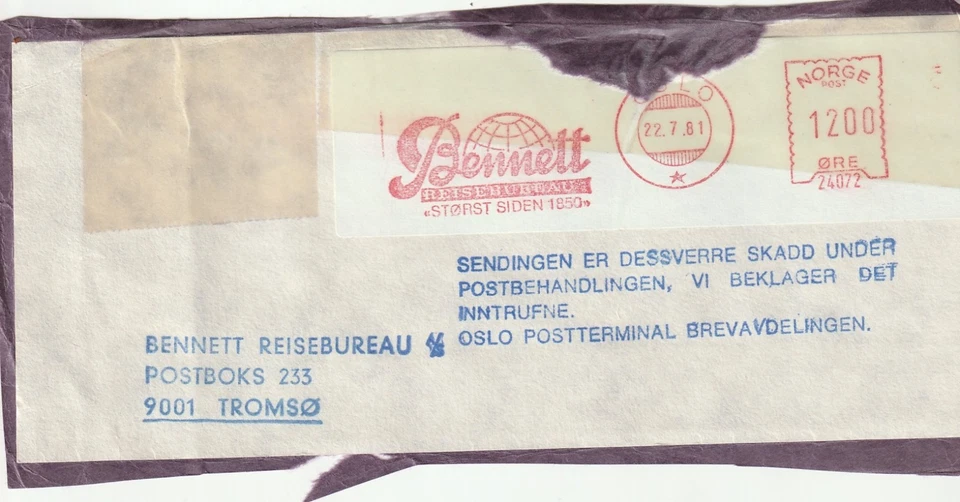 Bennett
REISEBUREAU
«STØRST SIDEN 1850»
OSLO
22.7.81
NORGE
POST
1200
ØRE
24072
SENDINGEN ER DESSVERRE SKADD UNDER
POSTBEHANDLINGEN, VI BEKLAGER DET
INNTRUFNE.
OSLO POSTTERMINAL BREVAVDELINGEN.
BENNETT REISEBUREAU A/S
POSTBOKS 233
9001 TROMSØ